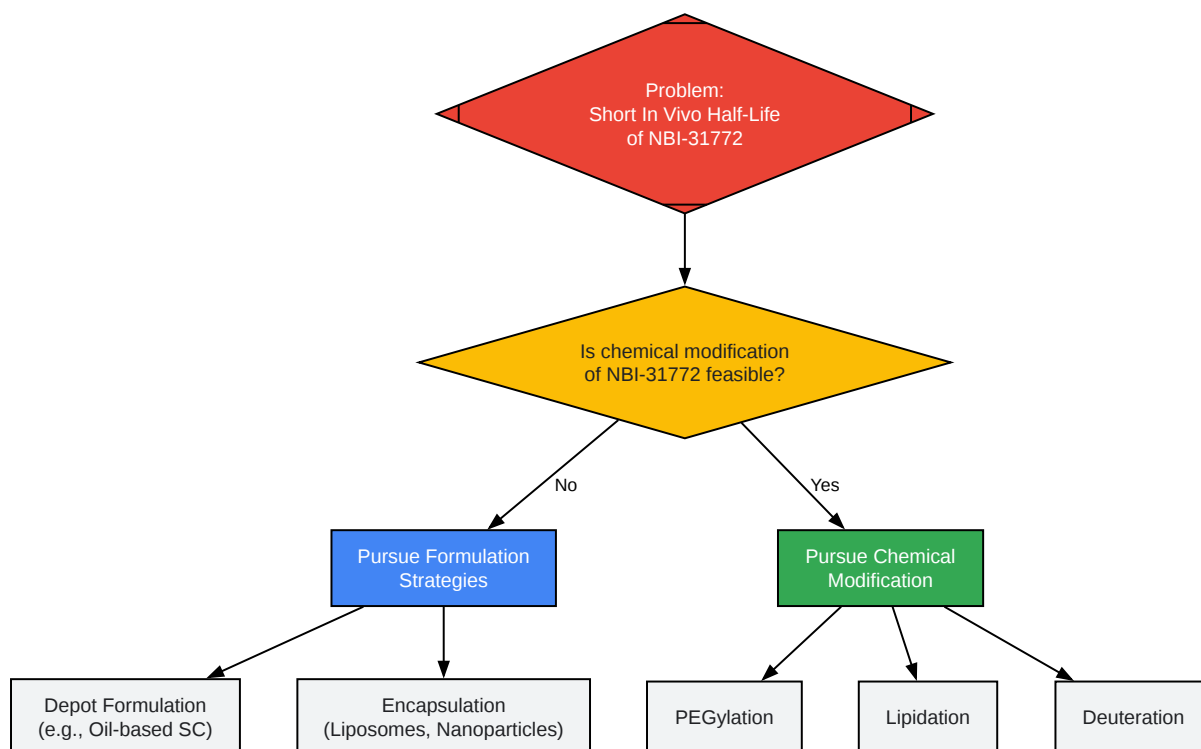 Problem:
Short In Vivo Half-Life
of NBI-31772
Is chemical modification
of NBI-31772 feasible?
No
Yes
Pursue Formulation
Strategies
Pursue Chemical
Modification
Depot Formulation
(e.g., Oil-based SC)
Encapsulation
(Liposomes, Nanoparticles)
PEGylation
Lipidation
Deuteration